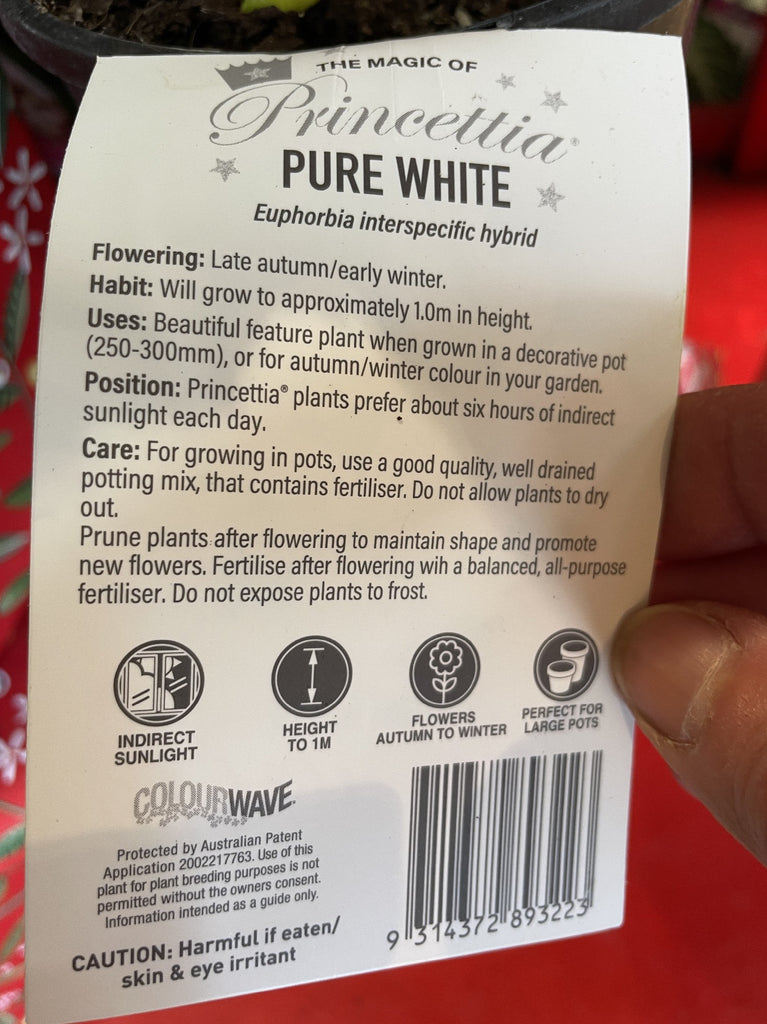 THE MAGIC OF
Princettia®
PURE WHITE
Euphorbia interspecific hybrid
Flowering: Late autumn/early winter.
Habit: Will grow to approximately 1.0m in height.
Uses: Beautiful feature plant when grown in a decorative pot
(250-300mm), or for autumn/winter colour in your garden.
Position: Princettia® plants prefer about six hours of indirect
sunlight each day.
Care: For growing in pots, use a good quality, well drained
potting mix, that contains fertiliser. Do not allow plants to dry
out.
Prune plants after flowering to maintain shape and promote
new flowers. Fertilise after flowering wih a balanced, all-purpose
fertiliser. Do not expose plants to frost.
INDIRECT
SUNLIGHT
HEIGHT
TO 1M
FLOWERS
AUTUMN TO WINTER
PERFECT FOR
LARGE POTS
COLOURWAVE
Protected by Australian Patent
Application 2002217763. Use of this
plant for plant breeding purposes is not
permitted without the owners consent.
Information intended as a guide only.
CAUTION: Harmful if eaten/
skin & eye irritant
9 314372 893223